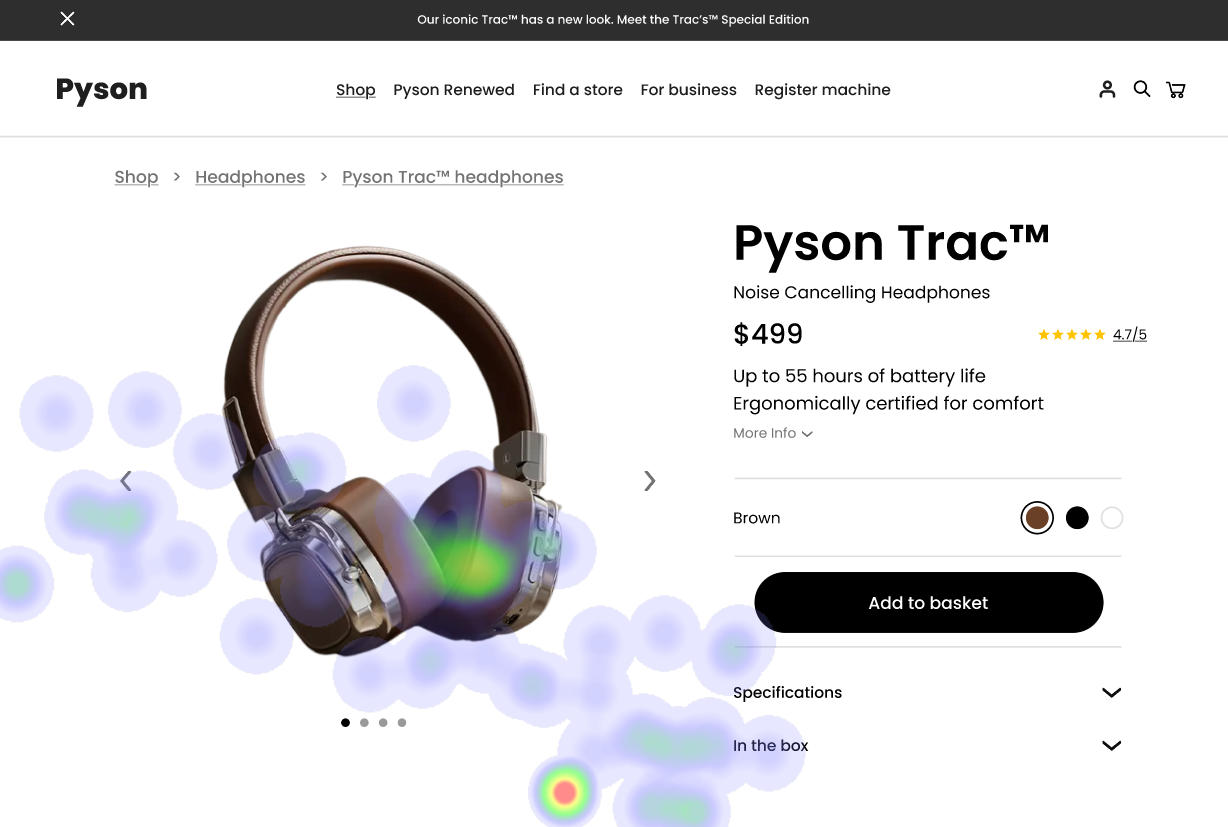 Our iconic Trac™ has a new look. Meet the Trac's™ Special Edition
Pyson
Shop Pyson Renewed Find a store For business Register machine
Shop > Headphones > Pyson Trac™ headphones
Pyson Trac™
Noise Cancelling Headphones
$499
4.7/5
Up to 55 hours of battery life
Ergonomically certified for comfort
More Info
Brown
Add to basket
Specifications
In the box